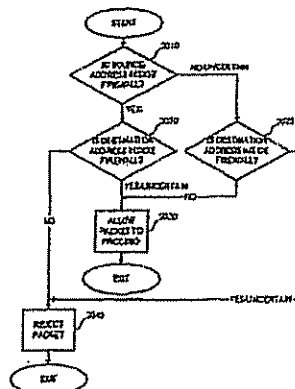 START
2010
IS SOURCE
ADDRESS INSIDE
FIREWALL?
NO/UNCERTAIN
YES
2020
IS DESTINATION
ADDRESS INSIDE
FIREWALL?
IS DESTINATION
ADDRESS INSIDE
FIREWALL?
YES/UNCERTAIN
NO
NO
2030
ALLOW
PACKET TO
PROCEED
EXIT
YES/UNCERTAIN
2040
REJECT
PACKET
EXIT